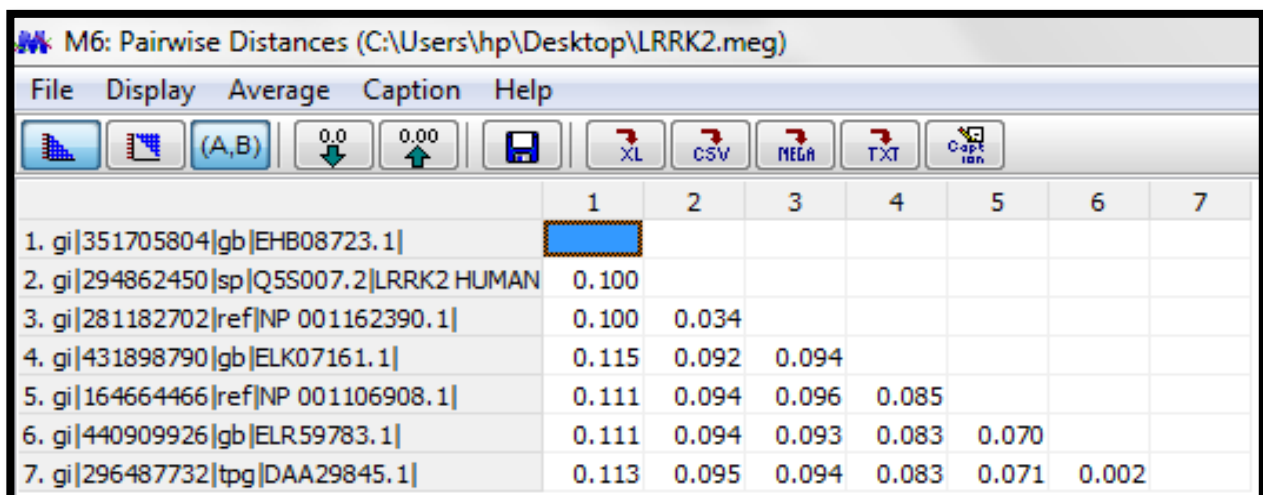 M6: Pairwise Distances (C:\Users\hp\Desktop\LRRK2.meg)
File Display Average Caption Help
(A,B) 0.0 0.00 XL CSV MEGA TXT Capt ion
1 2 3 4 5 6 7
1. gi|351705804|gb|EHB08723.1|
2. gi|294862450|sp|Q5S007.2|LRRK2 HUMAN 0.100
3. gi|281182702|ref|NP 001162390.1| 0.100 0.034
4. gi|431898790|gb|ELK07161.1| 0.115 0.092 0.094
5. gi|164664466|ref|NP 001106908.1| 0.111 0.094 0.096 0.085
6. gi|440909926|gb|ELR59783.1| 0.111 0.094 0.093 0.083 0.070
7. gi|296487732|tpg|DAA29845.1| 0.113 0.095 0.094 0.083 0.071 0.002